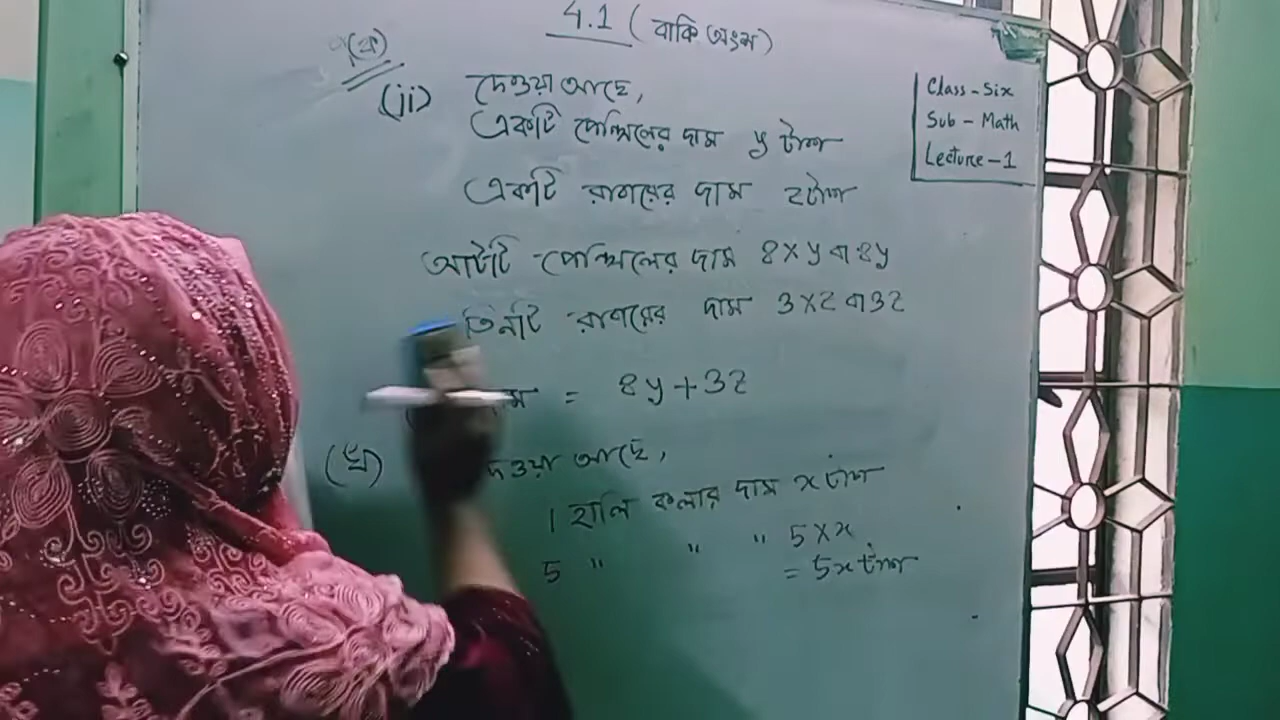 4.1 (বাকি অংশ)
(ক)
(ii) দেওয়া আছে,
একটি পেন্সিলের দাম y টাকা
একটি রাবারের দাম z টাকা
আটটি পেন্সিলের দাম 8×y বা 8y
তিনটি রাবারের দাম 3×z বা 3z
= 8y+3z
(খ) দেওয়া আছে,
1 হালি কলার দাম x টাকা
5 " " " 5×x
= 5x টাকা
Class-Six
Sub - Math
Lecture-1